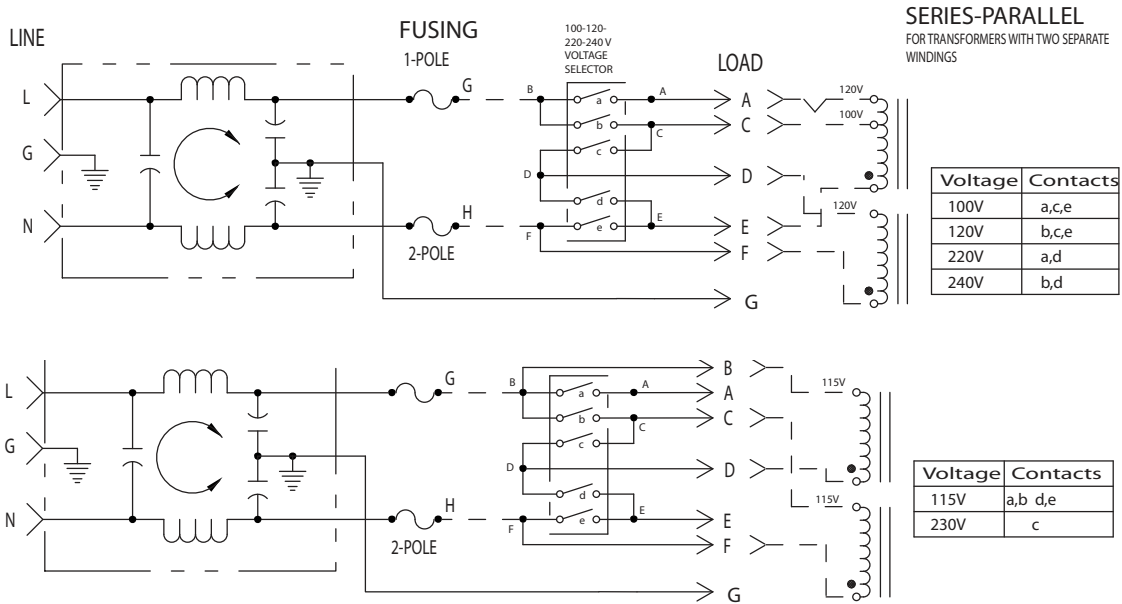 SERIES-PARALLEL
FOR TRANSFORMERS WITH TWO SEPARATE
WINDINGS
LINE
FUSING
1-POLE
100-120-
220-240 V
VOLTAGE
SELECTOR
LOAD
L
G
B
a
A
A
120V
b
C
C
100V
G
c
D
D
120V
d
N
H
e
E
E
2-POLE
F
F
G
Voltage Contacts
100V a,c,e
120V b,c,e
220V a,d
240V b,d
B
L
G
B
a
A
A
115V
b
C
C
G
c
D
D
115V
d
N
H
e
E
E
2-POLE
F
F
G
Voltage Contacts
115V a,b d,e
230V c